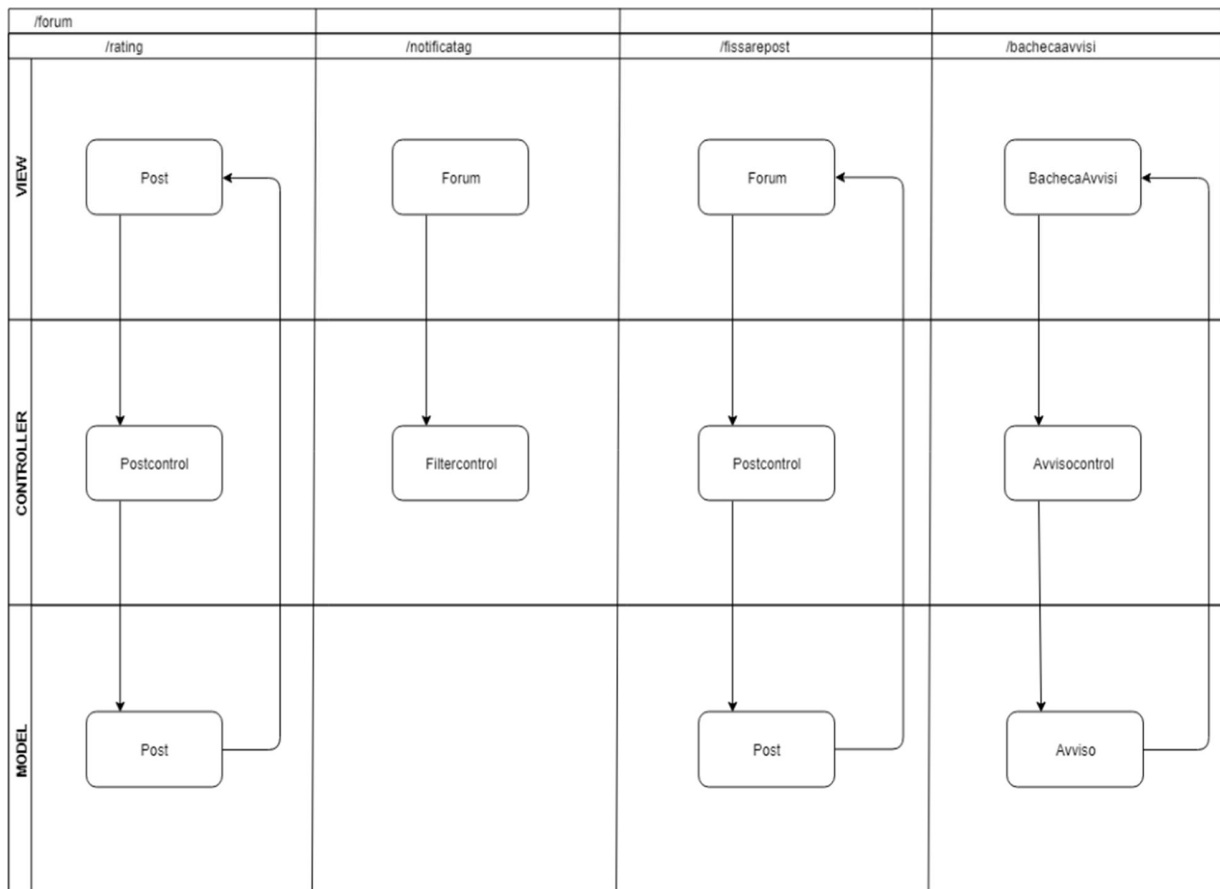 /forum
/rating
/notificatag
/fissarepost
/bachecaavvisi
VIEW
Post
Forum
Forum
BachecaAvvisi
CONTROLLER
Postcontrol
Filtercontrol
Postcontrol
Avvisocontrol
MODEL
Post
Post
Avviso